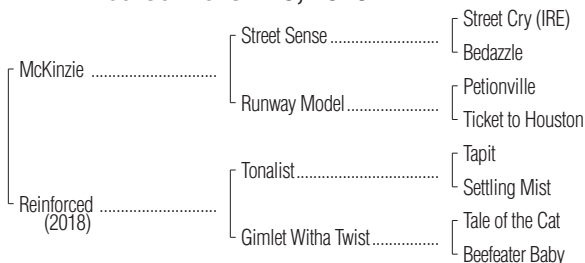 McKinzie
Street Sense
Street Cry (IRE)
Bedazzle
Runway Model
Petionville
Ticket to Houston
Reinforced
(2018)
Tonalist
Tapit
Settling Mist
Gimlet Witha Twist
Tale of the Cat
Beefeater Baby